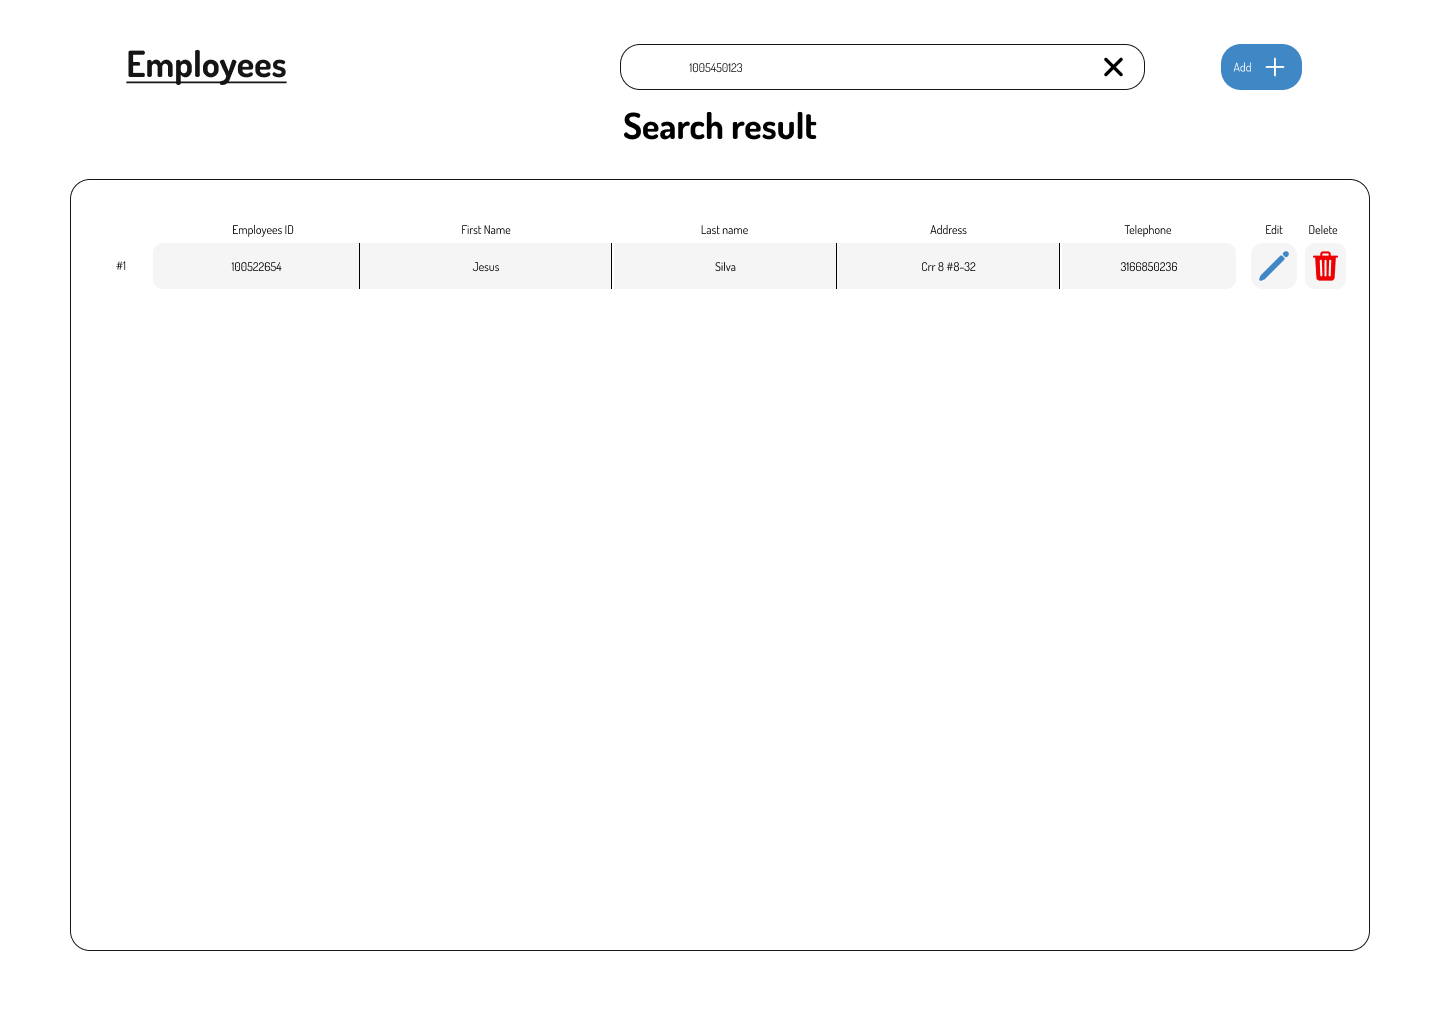 Employees
1005450123
Add
Search result
Employees ID First Name Last name Address Telephone Edit Delete
#1 100522654 Jesus Silva Crr 8 #8-32 3166850236